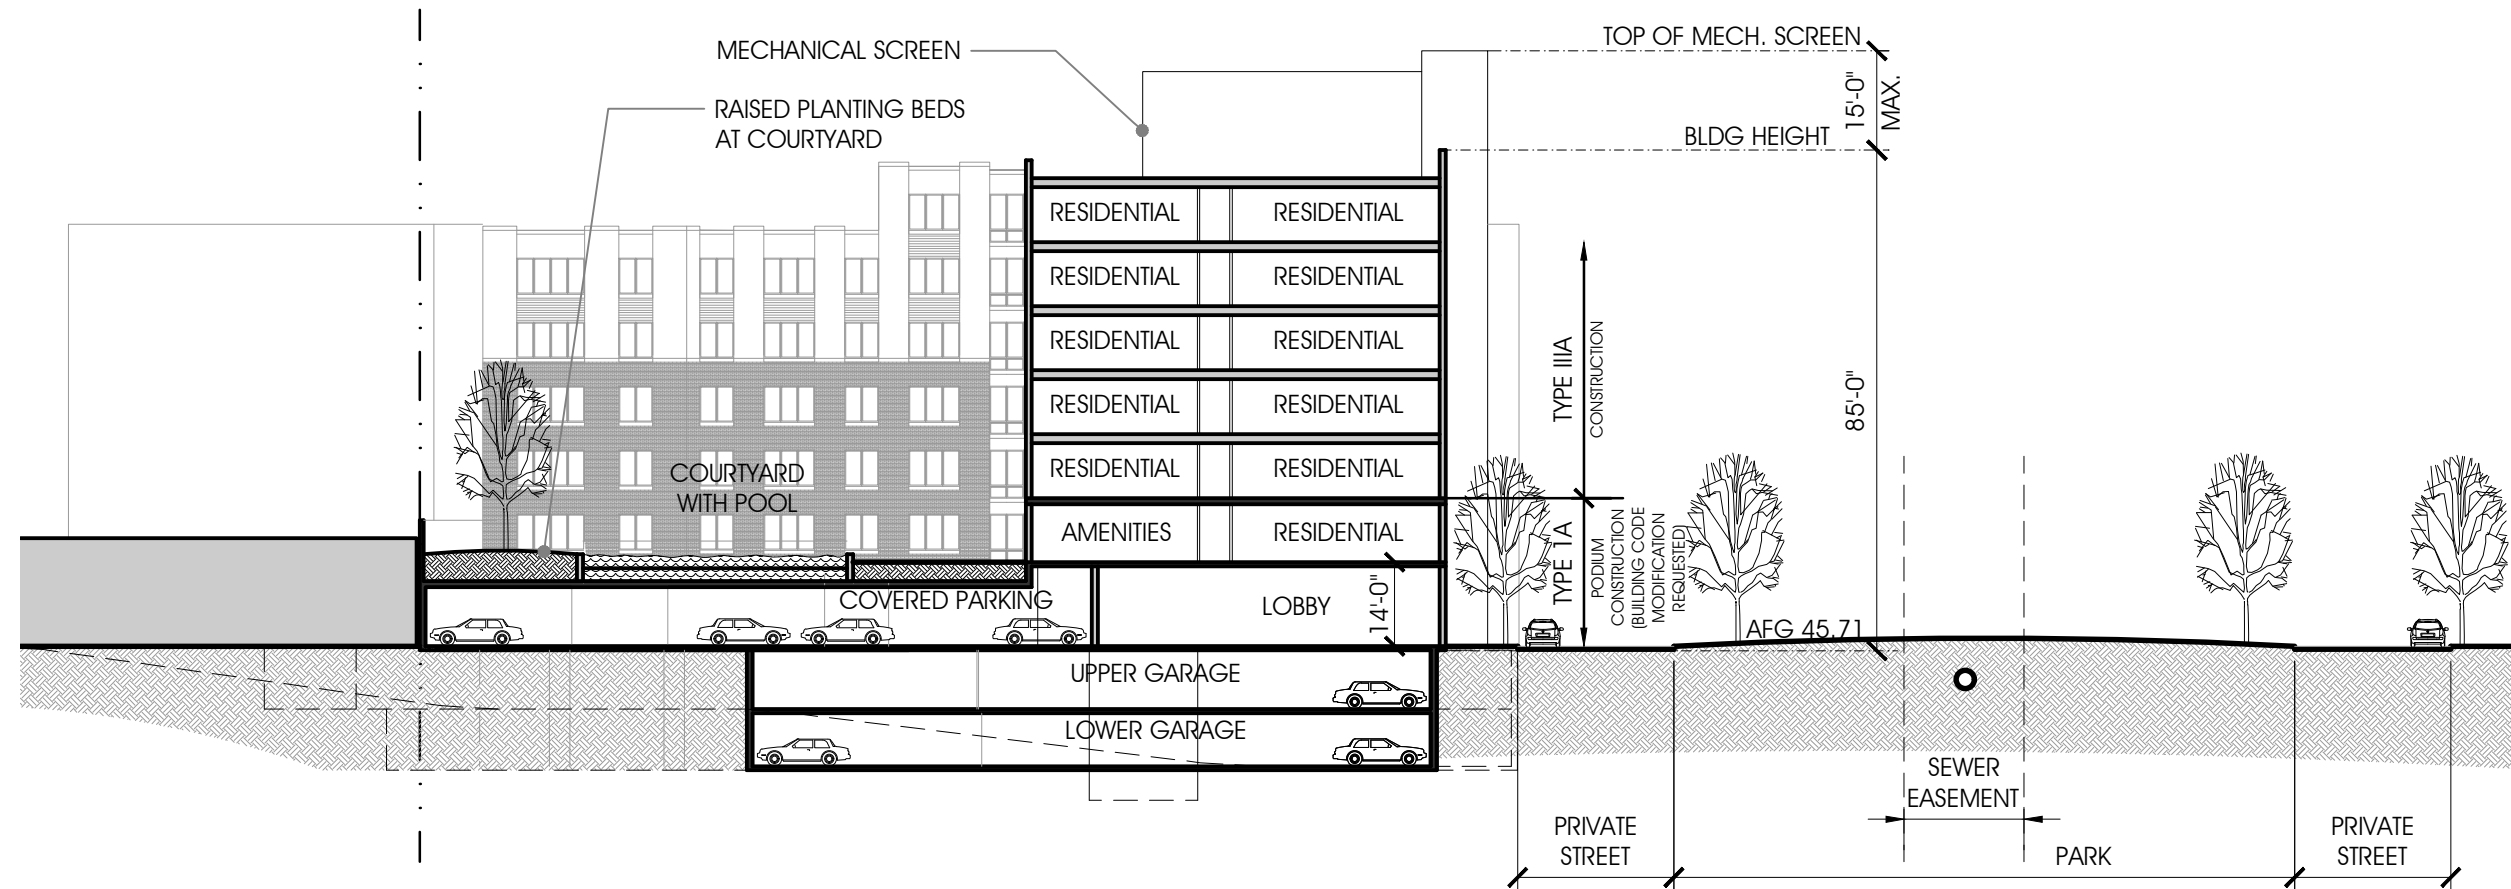 TOP OF MECH. SCREEN
MECHANICAL SCREEN
15'-0"
MAX.
RAISED PLANTING BEDS
AT COURTYARD
BLDG HEIGHT
RESIDENTIAL RESIDENTIAL
RESIDENTIAL RESIDENTIAL
RESIDENTIAL RESIDENTIAL
RESIDENTIAL RESIDENTIAL
RESIDENTIAL RESIDENTIAL
TYPE IIIA
CONSTRUCTION
85'-0"
COURTYARD
WITH POOL
AMENITIES RESIDENTIAL
TYPE 1A
PODIUM
CONSTRUCTION
(BUILDING CODE
MODIFICATION
REQUESTED)
COVERED PARKING
LOBBY
14'-0"
AFG 45.71
UPPER GARAGE
LOWER GARAGE
SEWER
EASEMENT
PRIVATE
STREET
PARK
PRIVATE
STREET